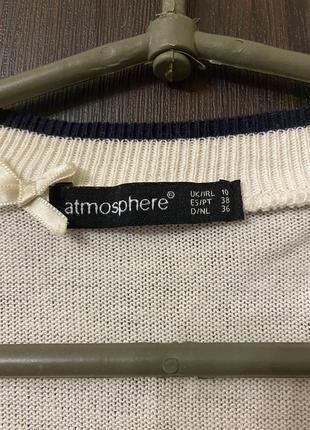 atmosphere®
UK/IRL 10
ES/PT 38
D/NL 36